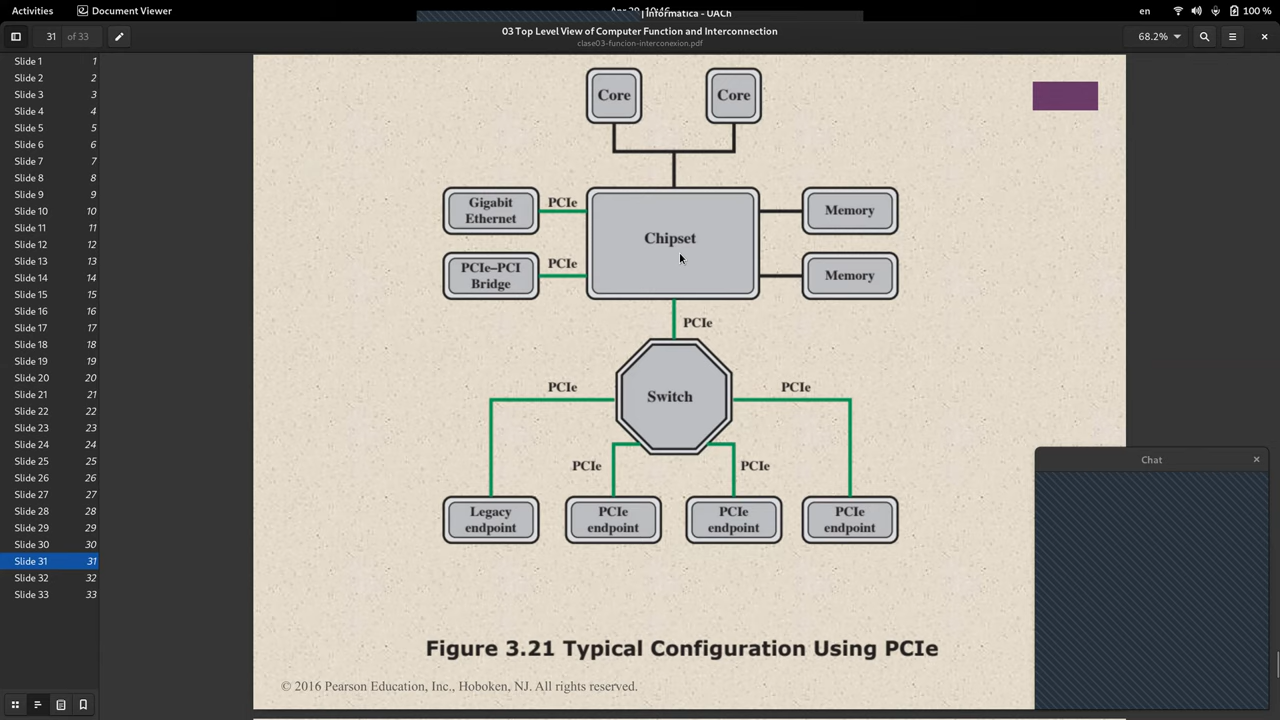 Activities
Document Viewer
| Informatica - UACh
en
100 %
31 of 33
03 Top Level View of Computer Function and Interconnection
clase03-funcion-interconexion.pdf
68.2%
Slide 1 1
Slide 2 2
Slide 3 3
Slide 4 4
Slide 5 5
Slide 6 6
Slide 7 7
Slide 8 8
Slide 9 9
Slide 10 10
Slide 11 11
Slide 12 12
Slide 13 13
Slide 14 14
Slide 15 15
Slide 16 16
Slide 17 17
Slide 18 18
Slide 19 19
Slide 20 20
Slide 21 21
Slide 22 22
Slide 23 23
Slide 24 24
Slide 25 25
Slide 26 26
Slide 27 27
Slide 28 28
Slide 29 29
Slide 30 30
Slide 31 31
Slide 32 32
Slide 33 33
Core
Core
Gigabit
Ethernet
PCIe
Chipset
Memory
PCIe–PCI
Bridge
PCIe
Memory
PCIe
Switch
PCIe
PCIe
PCIe
PCIe
Legacy
endpoint
PCIe
endpoint
PCIe
endpoint
PCIe
endpoint
Figure 3.21 Typical Configuration Using PCIe
© 2016 Pearson Education, Inc., Hoboken, NJ. All rights reserved.
Chat